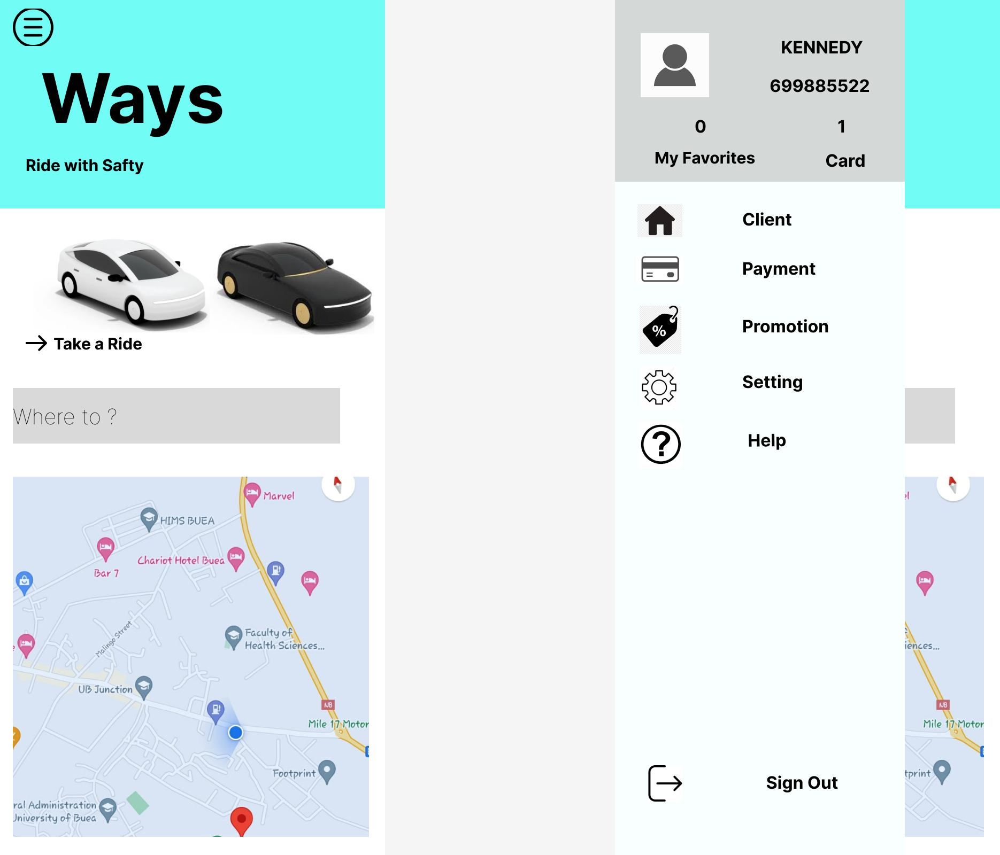 Ways
Ride with Safty
Take a Ride
Where to ?
Marvel
HIMS BUEA
Chariot Hotel Buea
Bar 7
Malingo Street
Faculty of
Health Sciences...
UB Junction
N8
Mile 17 Motor
Footprint
ral Administration
University of Buea
KENNEDY
699885522
0
1
My Favorites
Card
Client
Payment
%
Promotion
Setting
?
Help
Sign Out
el
iences...
N8
Mile 17 Motor
tprint